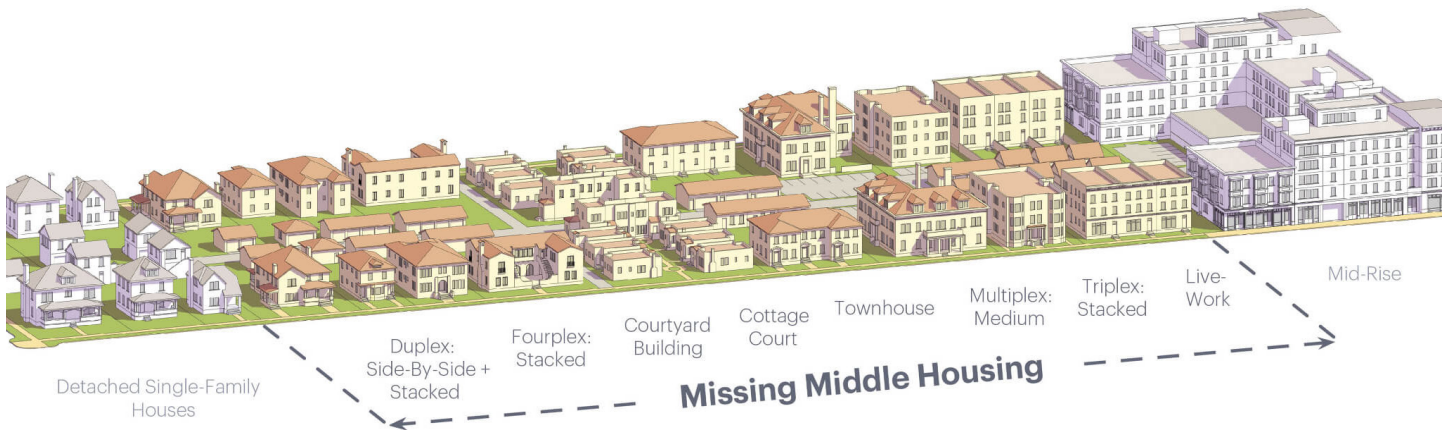 Detached Single-Family
Houses
Duplex:
Side-By-Side +
Stacked
Fourplex:
Stacked
Courtyard
Building
Cottage
Court
Townhouse
Multiplex:
Medium
Triplex:
Stacked
Live-
Work
Mid-Rise
Missing Middle Housing